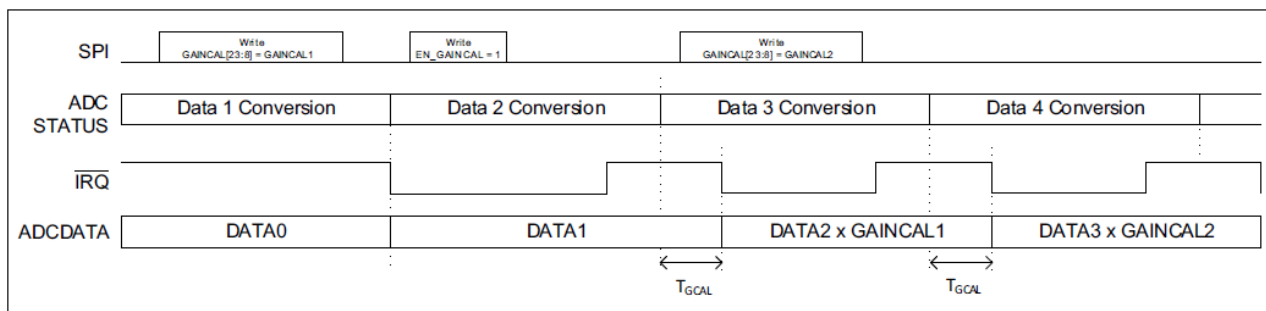 SPI
Write
GAINCAL[23:8] = GAINCAL1
Write
EN_GAINCAL = 1
Write
GAINCAL[23:8] = GAINCAL2
ADC
STATUS
Data 1 Conversion
Data 2 Conversion
Data 3 Conversion
Data 4 Conversion
IRQ
ADCDATA
DATA0
DATA1
DATA2 x GAINCAL1
DATA3 x GAINCAL2
TGCAL
TGCAL